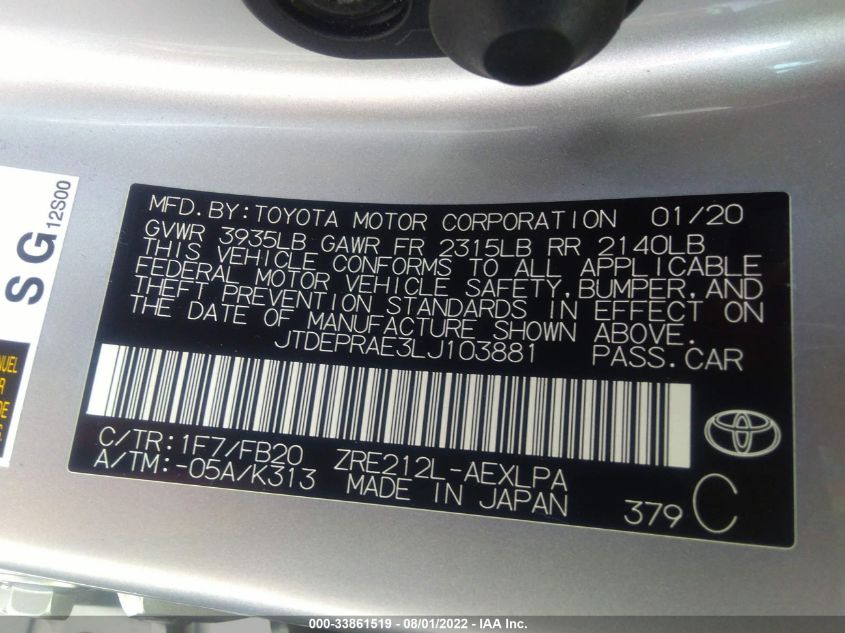 MFD.BY:TOYOTA MOTOR CORPORATION 01/20
GVWR 3935LB GAWR FR 2315LB RR 2140LB
THIS VEHICLE CONFORMS TO ALL APPLICABLE
FEDERAL MOTOR VEHICLE SAFETY,BUMPER,AND
THEFT PREVENTION STANDARDS IN EFFECT ON
THE DATE OF MANUFACTURE SHOWN ABOVE.
JTDEPRAE3LJ103881 PASS.CAR
C/TR:1F7/FB20 ZRE212L-AEXLPA
A/TM:-05A/K313 MADE IN JAPAN
379 C
SG
12S00
NUEL
R
DE
S.
000-33861519 - 08/01/2022 - IAA Inc.